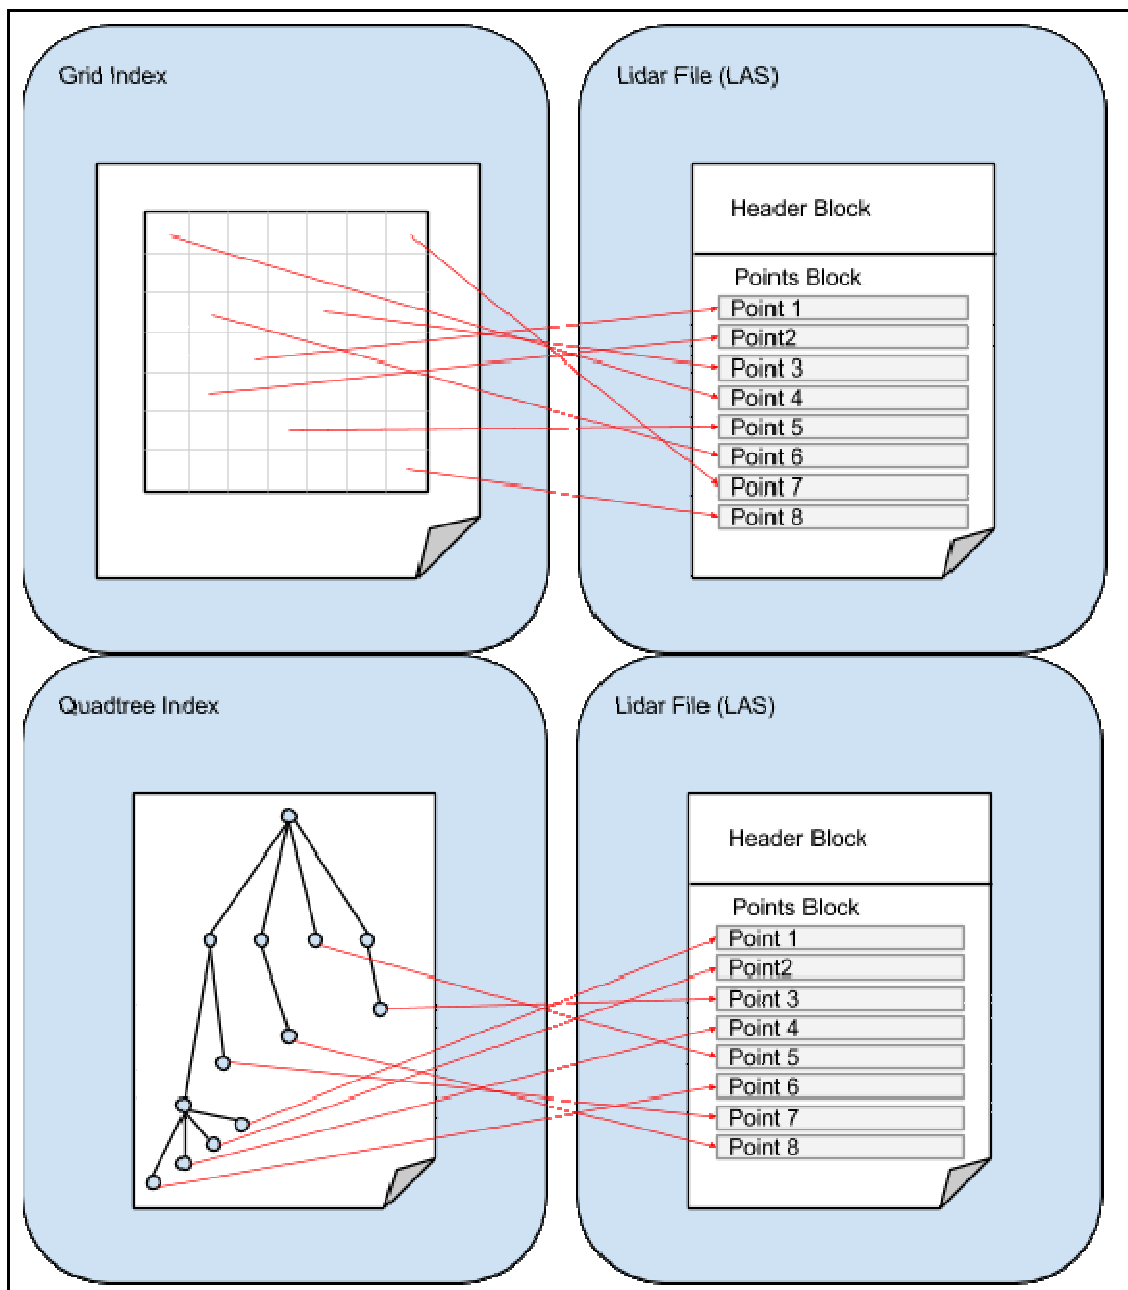 Grid Index
Lidar File (LAS)
Header Block
Points Block
Point 1
Point2
Point 3
Point 4
Point 5
Point 6
Point 7
Point 8
Quadtree Index
Lidar File (LAS)
Header Block
Points Block
Point 1
Point2
Point 3
Point 4
Point 5
Point 6
Point 7
Point 8